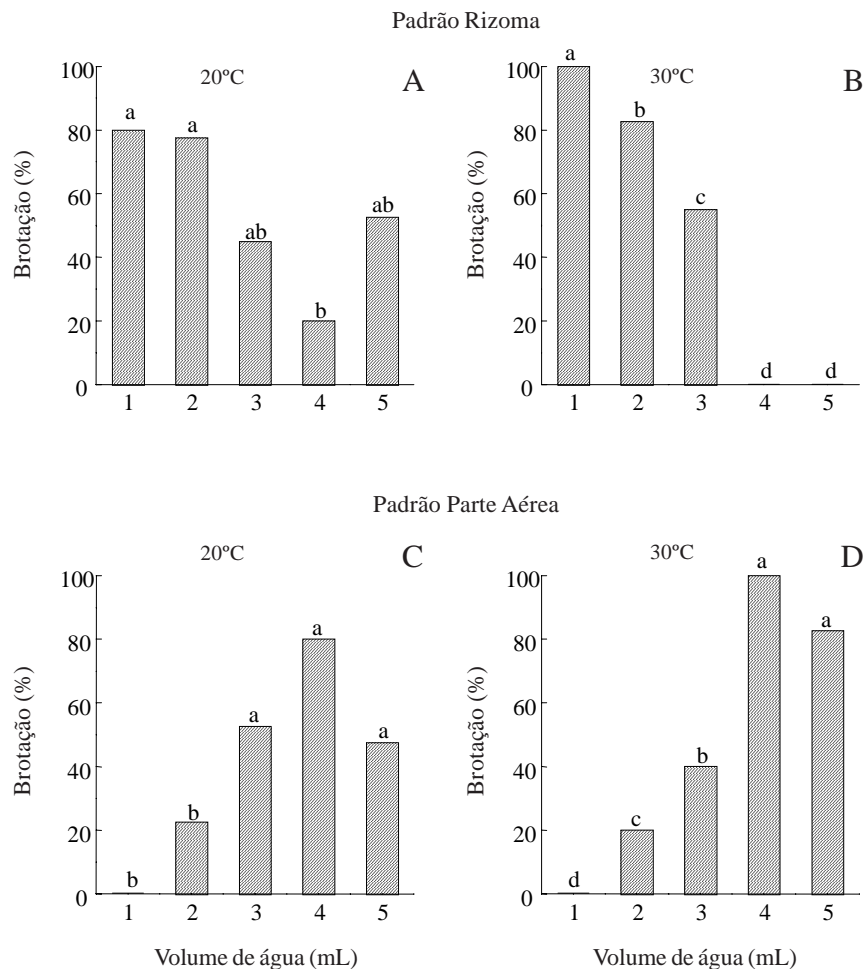 Padrão Rizoma
20ºC A
30ºC B
Brotação (%)
100
80
60
40
20
0
a
a
ab
b
ab
1 2 3 4 5
Brotação (%)
100
80
60
40
20
0
a
b
c
d
d
1 2 3 4 5
Padrão Parte Aérea
20ºC C
30ºC D
Brotação (%)
100
80
60
40
20
0
b
b
a
a
a
1 2 3 4 5
Volume de água (mL)
Brotação (%)
100
80
60
40
20
0
d
c
b
a
a
1 2 3 4 5
Volume de água (mL)